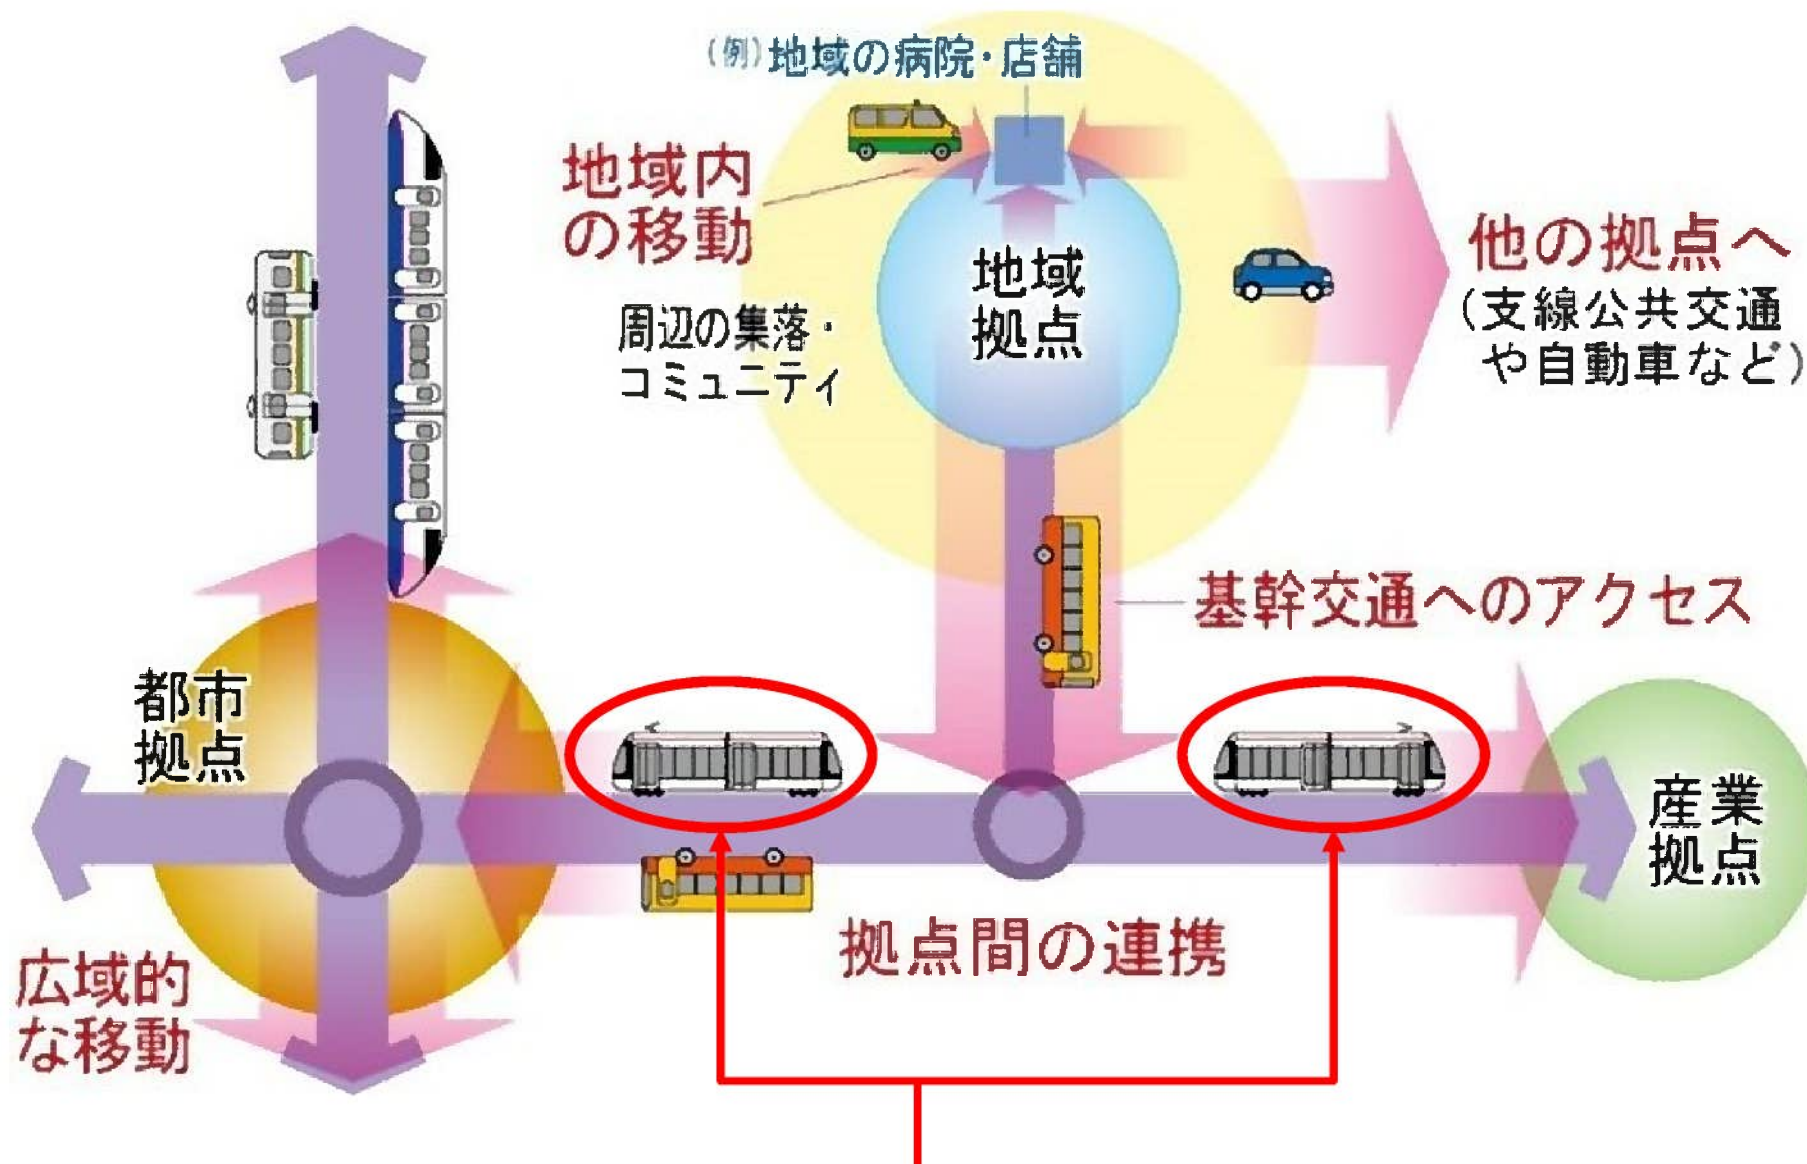 (例)地域の病院・店舗
地域内
の移動
地域
拠点
周辺の集落・
コミュニティ
他の拠点へ
(支線公共交通
や自動車など)
基幹交通へのアクセス
都市
拠点
産業
拠点
拠点間の連携
広域的
な移動